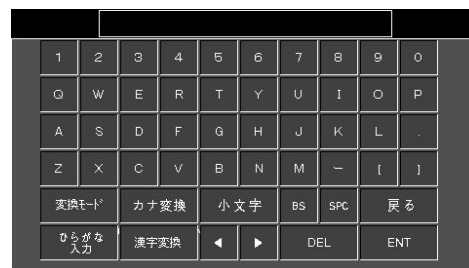 1 2 3 4 5 6 7 8 9 0
Q W E R T Y U I O P
A S D F G H J K L .
Z X C V B N M - [ ]
変換モード カナ変換 小文字 BS SPC 戻る
ひらがな
入力 漢字変換 ◀ ▶ DEL ENT